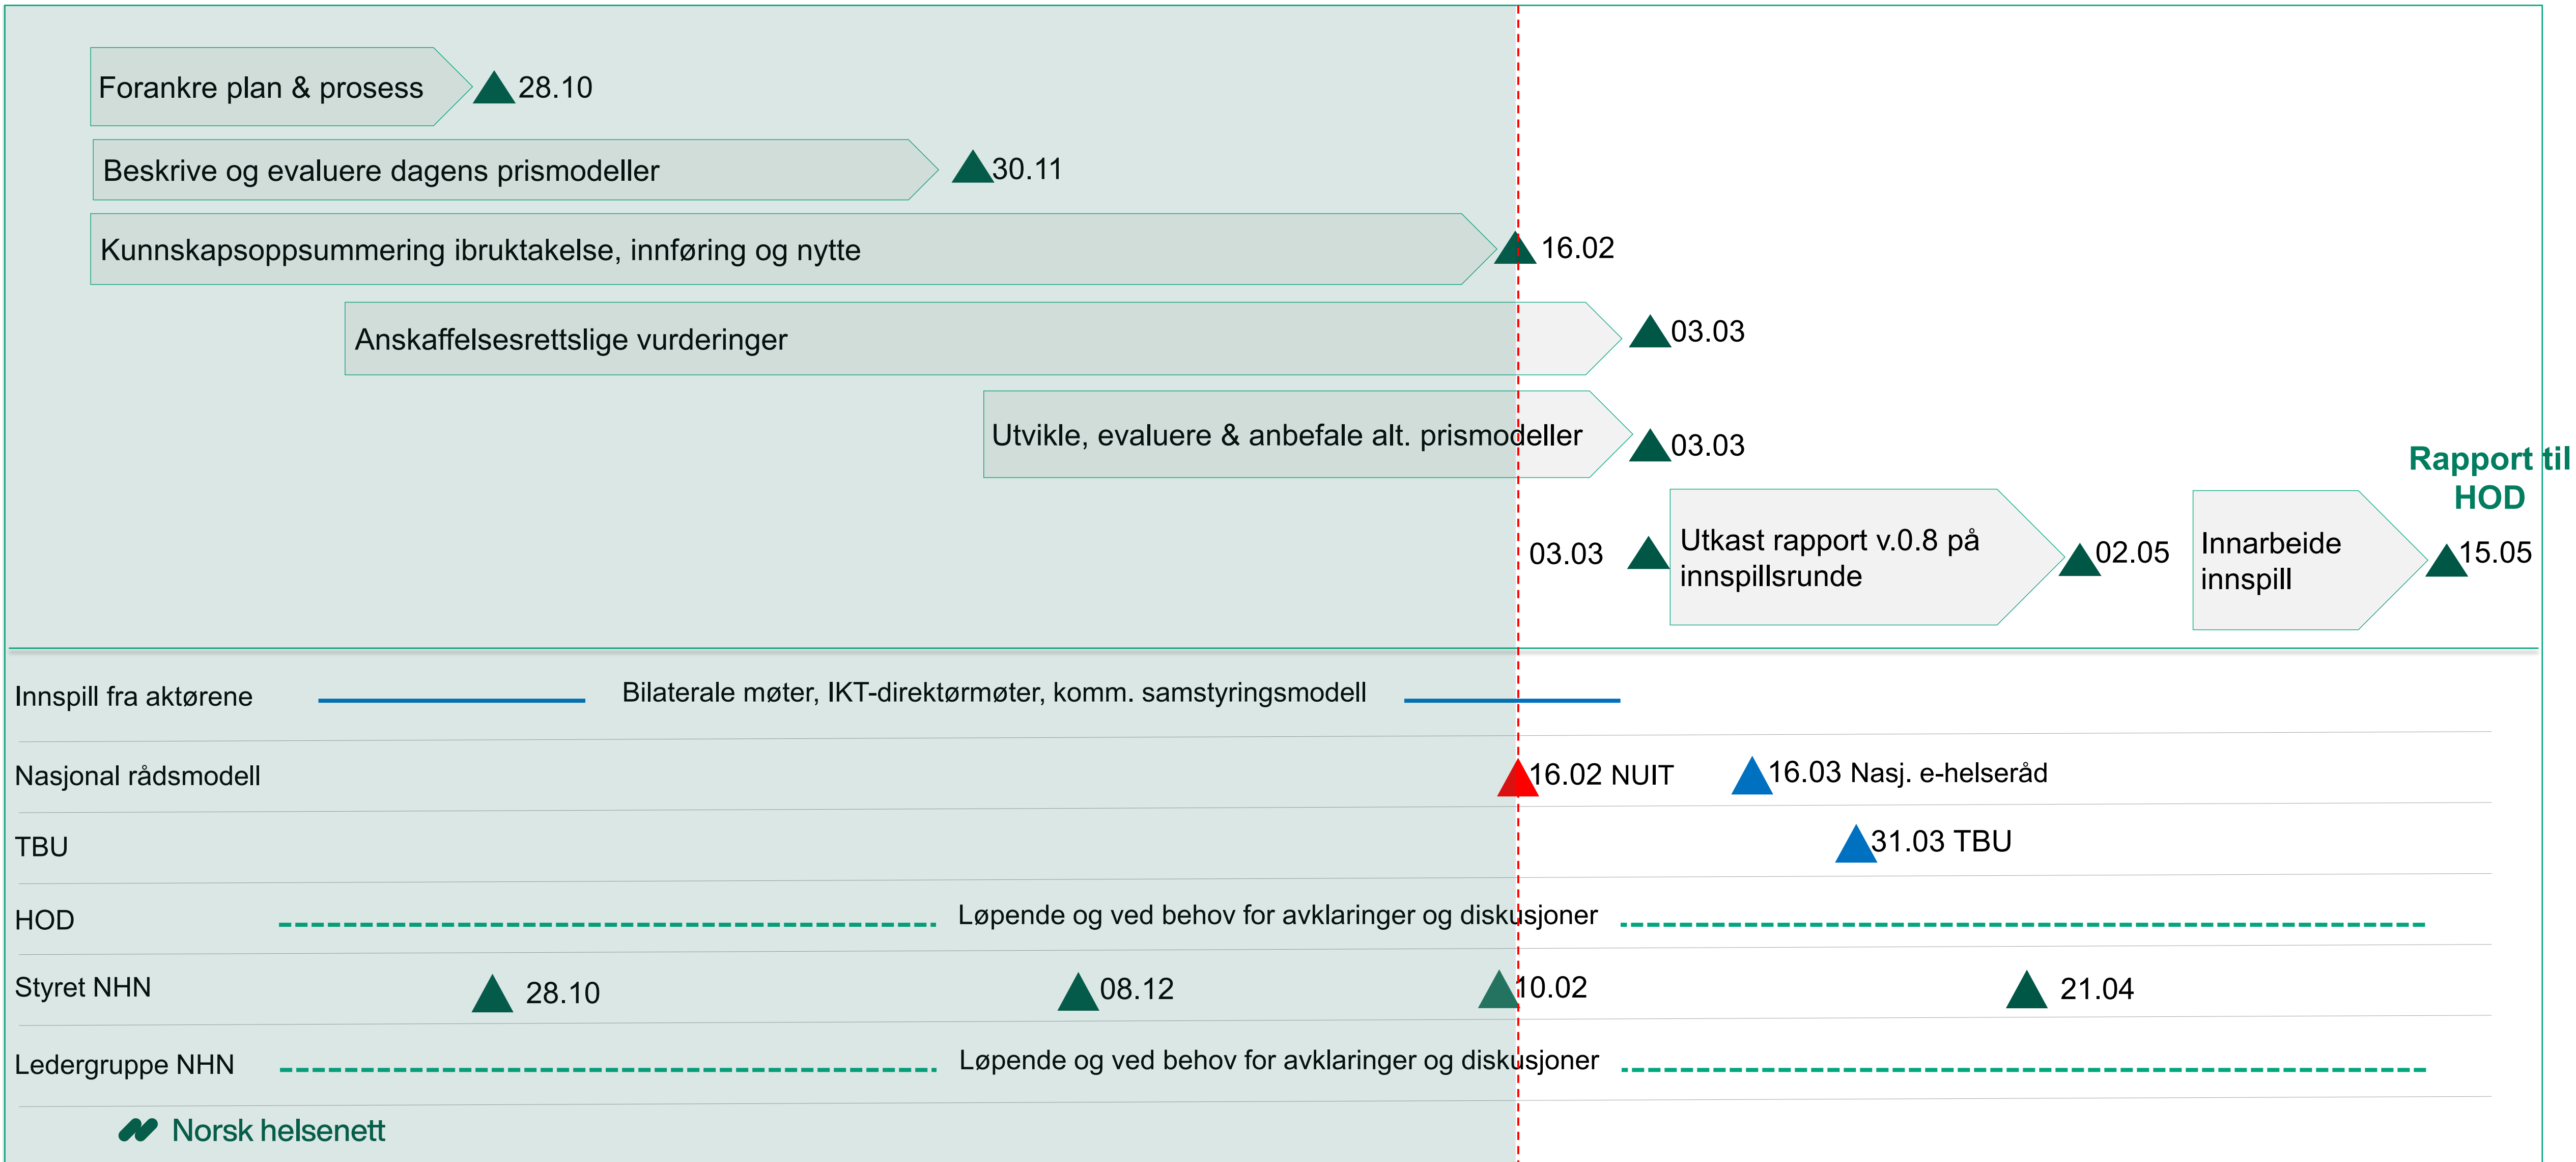 Forankre plan & prosess
28.10
Beskrive og evaluere dagens prismodeller
30.11
Kunnskapsoppsummering ibruktakelse, innføring og nytte
16.02
Anskaffelsesrettslige vurderinger
03.03
Utvikle, evaluere & anbefale alt. prismodeller
03.03
Rapport til
HOD
03.03
Utkast rapport v.0.8 på
innspillsrunde
02.05
Innarbeide
innspill
15.05
Innspill fra aktørene
Bilaterale møter, IKT-direktørmøter, komm. samstyringsmodell
Nasjonal rådsmodell
16.02 NUIT
16.03 Nasj. e-helseråd
TBU
31.03 TBU
HOD
Løpende og ved behov for avklaringer og diskusjoner
Styret NHN
28.10
08.12
10.02
21.04
Ledergruppe NHN
Løpende og ved behov for avklaringer og diskusjoner
Norsk helsenett